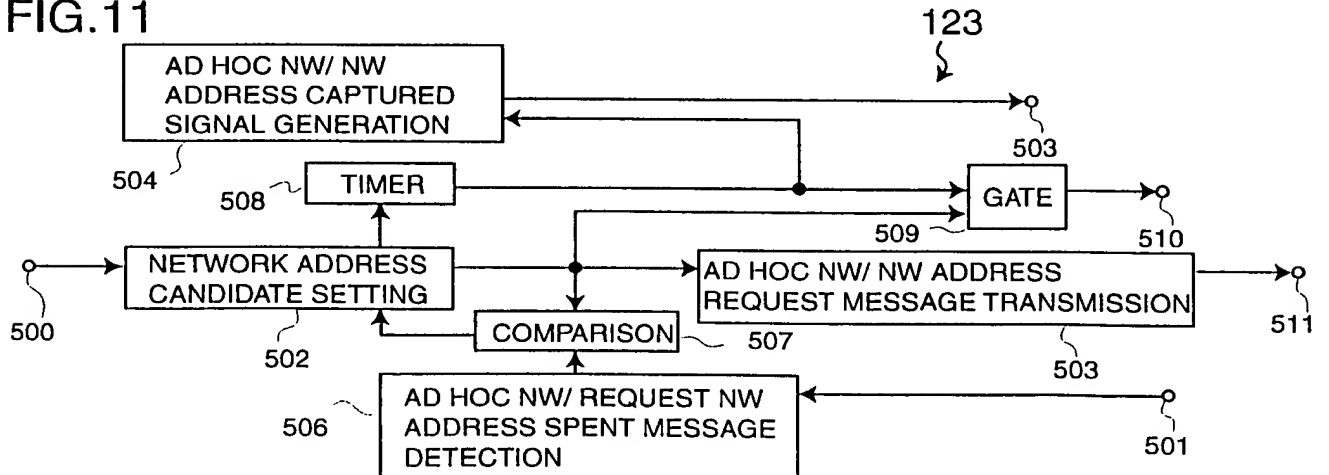 FIG.11
123
AD HOC NW/ NW
ADDRESS CAPTURED
SIGNAL GENERATION
503
504
508
TIMER
GATE
509
510
500
NETWORK ADDRESS
CANDIDATE SETTING
502
AD HOC NW/ NW ADDRESS
REQUEST MESSAGE TRANSMISSION
511
COMPARISON
507
503
506
AD HOC NW/ REQUEST NW
ADDRESS SPENT MESSAGE
DETECTION
501